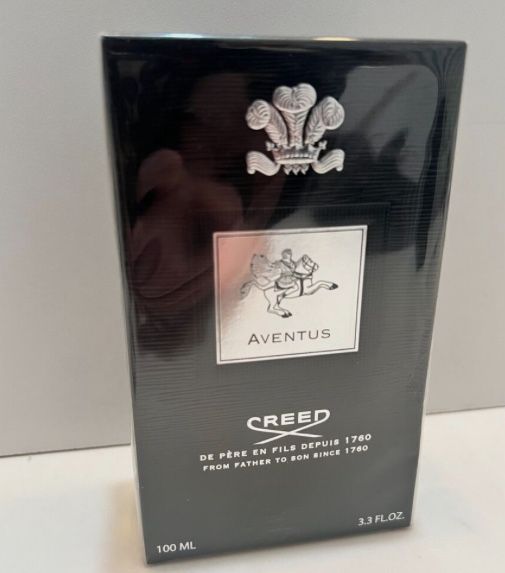 AVENTUS
CREED
DE PÈRE EN FILS DEPUIS 1760
FROM FATHER TO SON SINCE 1760
100 ML
3.3 FL.OZ.